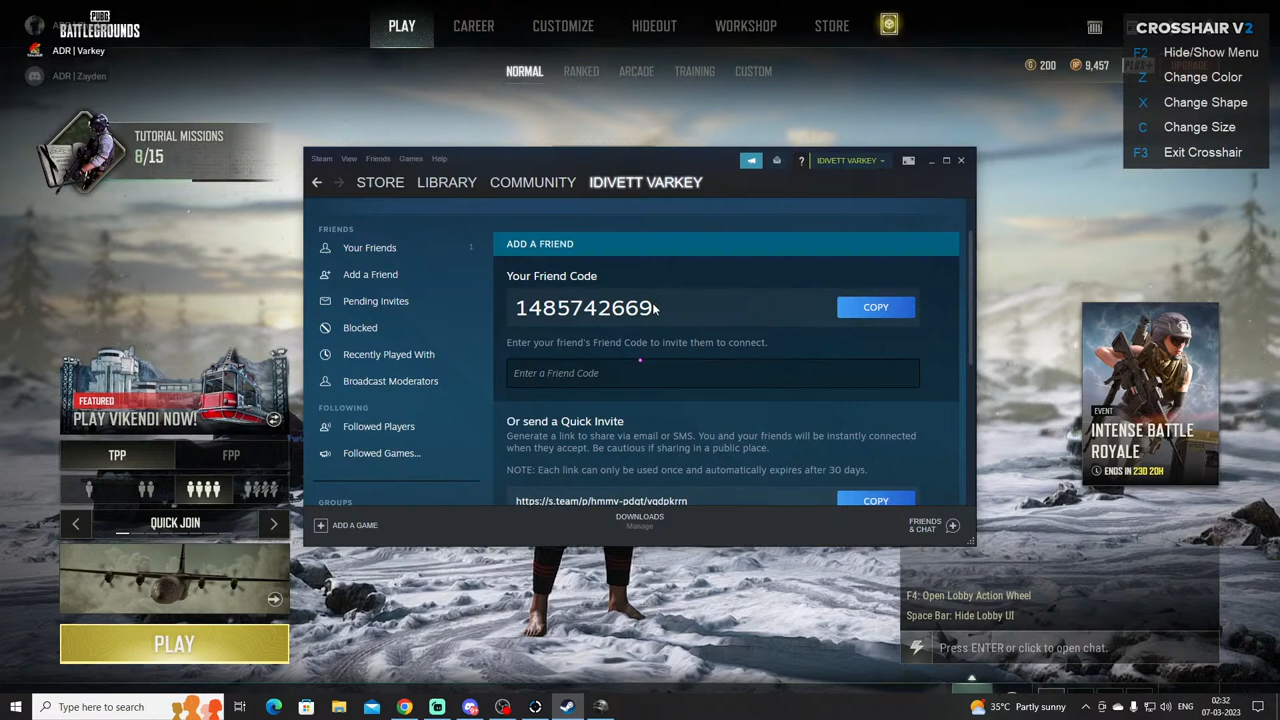 PUBG
BATTLEGROUNDS
ADR | Varkey
ADR | Zayden
PLAY
CAREER
CUSTOMIZE
HIDEOUT
WORKSHOP
STORE
NORMAL
RANKED
ARCADE
TRAINING
CUSTOM
G 200
BP 9,457
PLUS+
UPGRADE
CROSSHAIR V2
F2 Hide/Show Menu
Z Change Color
X Change Shape
C Change Size
F3 Exit Crosshair
TUTORIAL MISSIONS
8/15
Steam View Friends Games Help
? IDIVETT VARKEY
STORE LIBRARY COMMUNITY IDIVETT VARKEY
FRIENDS
Your Friends 1
Add a Friend
Pending Invites
Blocked
Recently Played With
Broadcast Moderators
FOLLOWING
Followed Players
Followed Games...
GROUPS
ADD A FRIEND
Your Friend Code
1485742669
COPY
Enter your friend's Friend Code to invite them to connect.
Enter a Friend Code
Or send a Quick Invite
Generate a link to share via email or SMS. You and your friends will be instantly connected
when they accept. Be cautious if sharing in a public place.
NOTE: Each link can only be used once and automatically expires after 30 days.
https://s.team/p/hmmv-pdqt/vqdpkrrn
COPY
ADD A GAME
DOWNLOADS
Manage
FRIENDS
& CHAT
FEATURED
PLAY VIKENDI NOW!
TPP
FPP
QUICK JOIN
PLAY
EVENT
INTENSE BATTLE
ROYALE
ENDS IN 23D 20H
F4: Open Lobby Action Wheel
Space Bar: Hide Lobby UI
Press ENTER or click to open chat.
Type here to search
35°C Partly sunny
02:32
07-03-2023